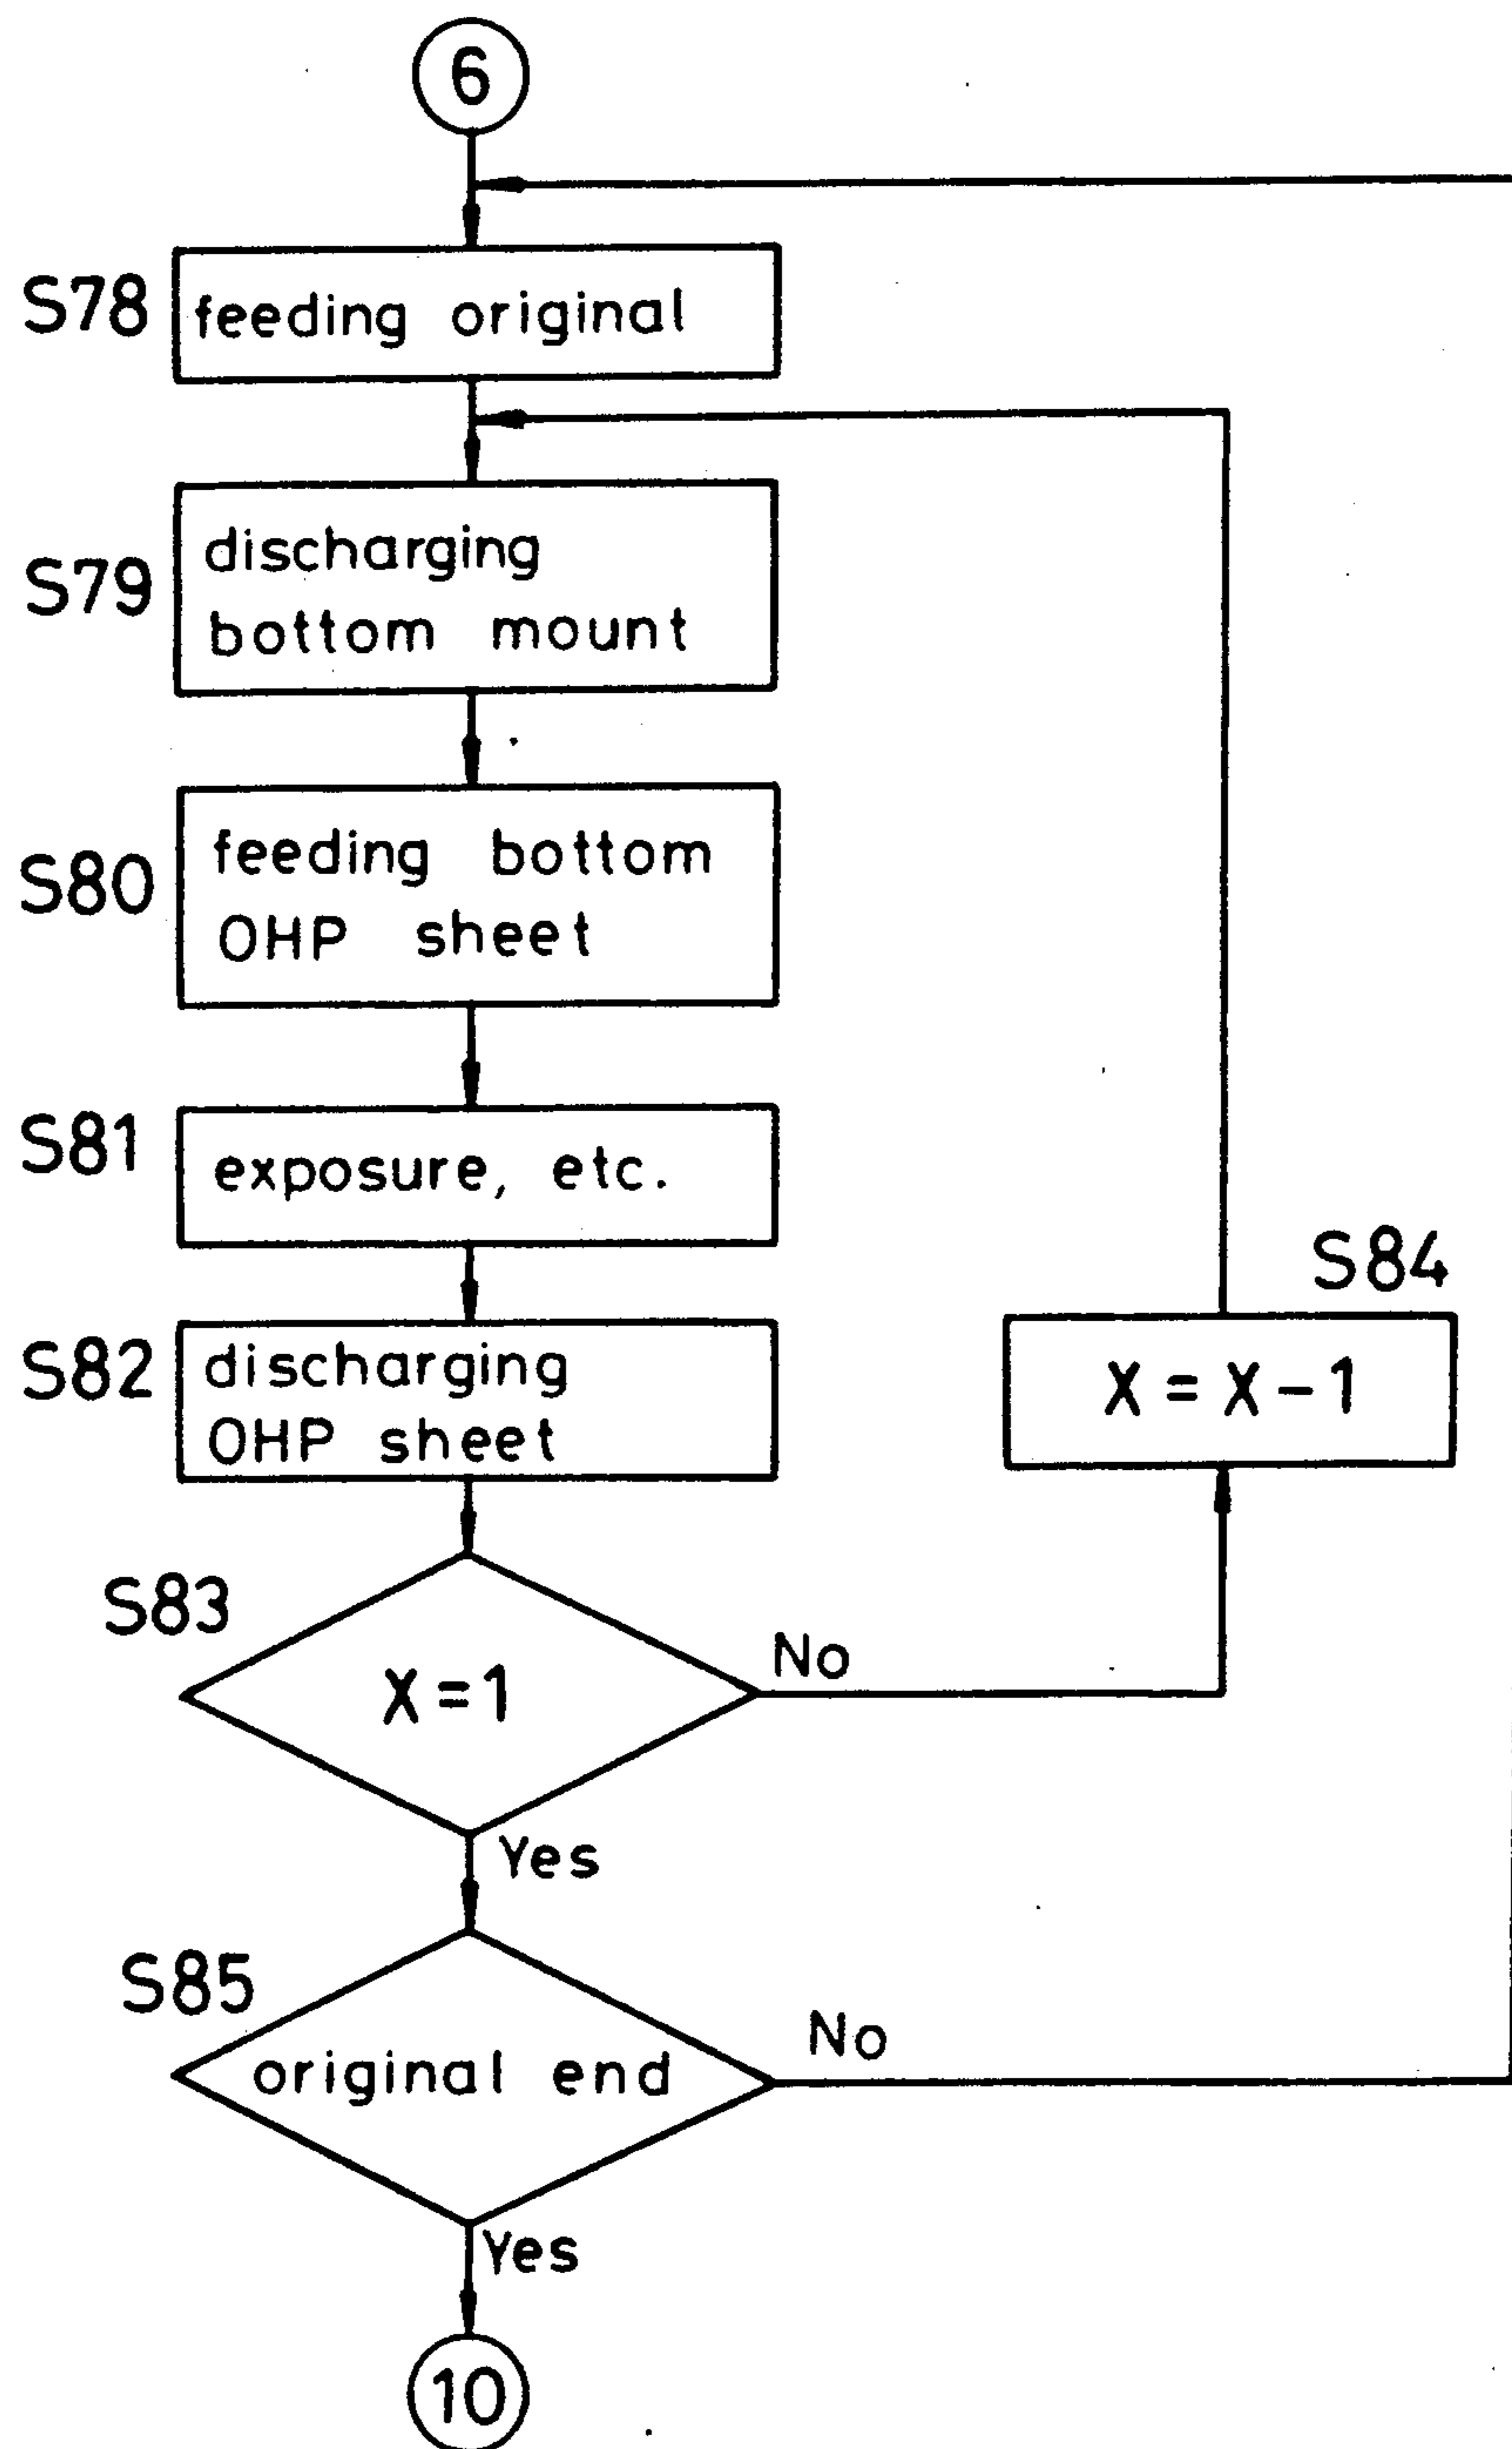 6
S78
feeding original
S79
discharging
bottom mount
S80
feeding bottom
OHP sheet
S81
exposure, etc.
S82
discharging
OHP sheet
S84
X = X - 1
S83
X = 1
No
Yes
S85
original end
No
Yes
10